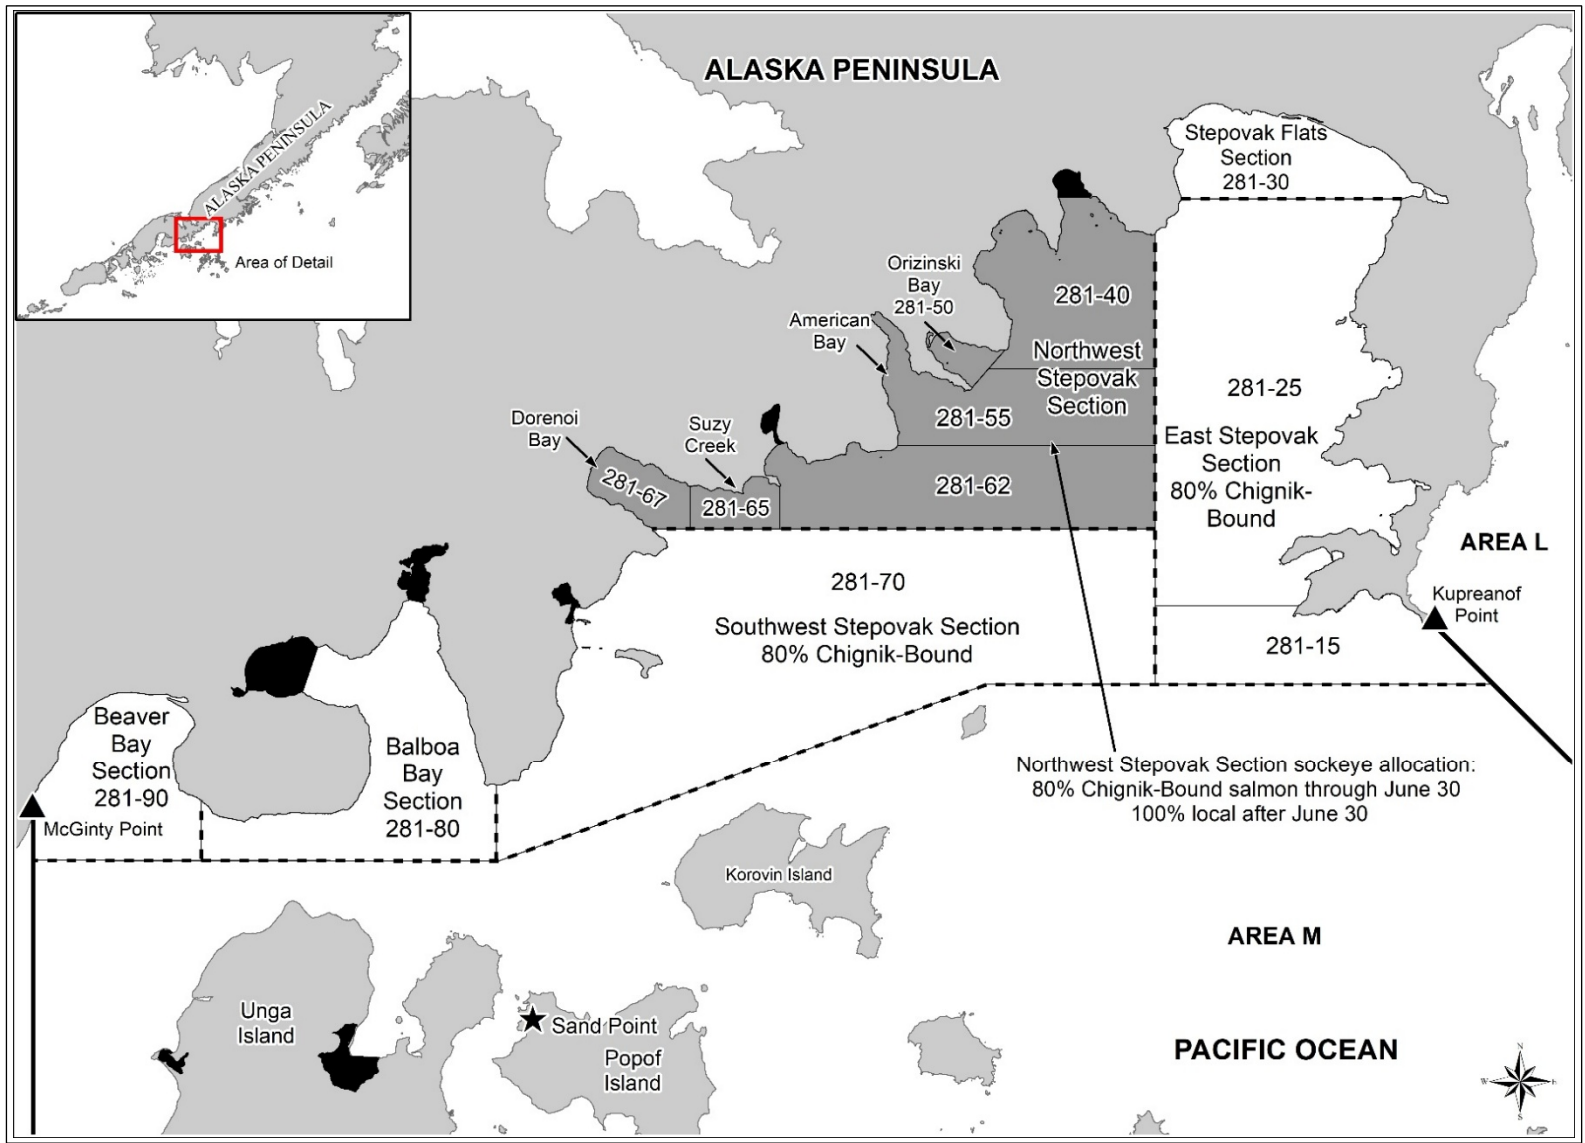 ALASKA PENINSULA
ALASKA PENINSULA
Area of Detail
Stepovak Flats
Section
281-30
Orizinski
Bay
281-50
281-40
American
Bay
Northwest
Stepovak
Section
281-25
281-55
Dorenoi
Bay
Suzy
Creek
East Stepovak
Section
80% Chignik-
Bound
281-67
281-65
281-62
AREA L
281-70
Kupreanof
Point
Southwest Stepovak Section
80% Chignik-Bound
281-15
Beaver
Bay
Section
281-90
Balboa
Bay
Section
281-80
McGinty Point
Northwest Stepovak Section sockeye allocation:
80% Chignik-Bound salmon through June 30
100% local after June 30
Korovin Island
AREA M
Unga
Island
Sand Point
Popof
Island
PACIFIC OCEAN
N
W
E
S